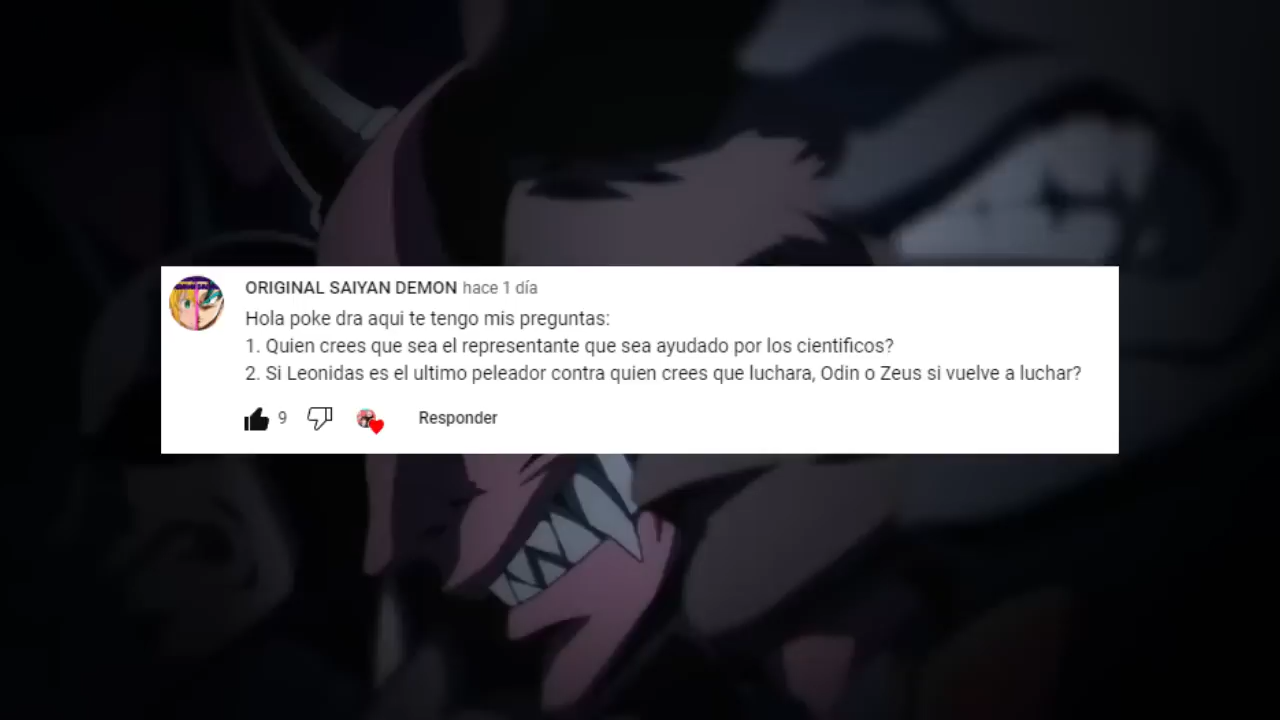 ORIGINAL SAIYAN DEMON hace 1 día
Hola poke dra aqui te tengo mis preguntas:
1. Quien crees que sea el representante que sea ayudado por los cientificos?
2. Si Leonidas es el ultimo peleador contra quien crees que luchara, Odin o Zeus si vuelve a luchar?
9 Responder